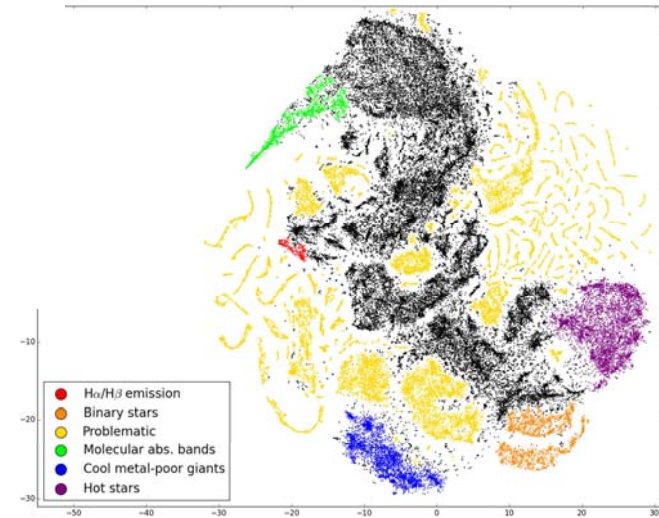 −10
−20
−30
Hα/Hβ emission
Binary stars
Problematic
Molecular abs. bands
Cool metal-poor giants
Hot stars
−50 −40 −30 −20 −10 0 10 20 30